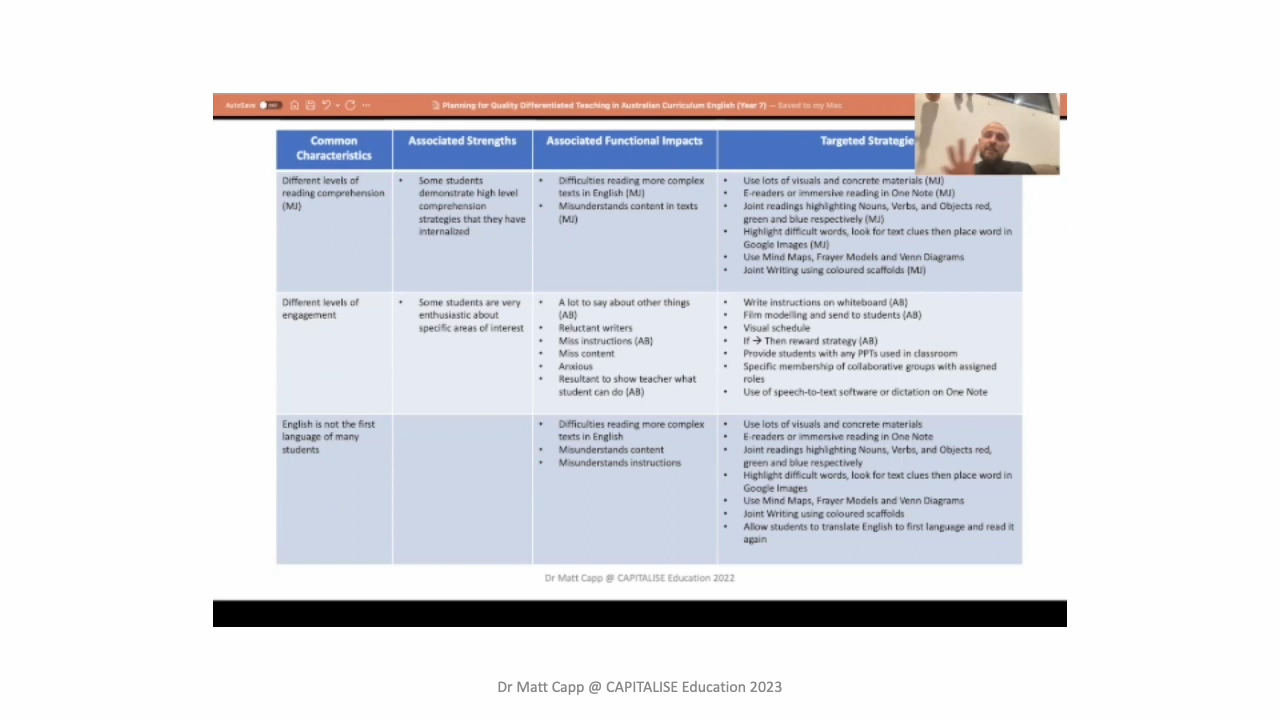 AutoSave OFF
Planning for Quality Differentiated Teaching in Australian Curriculum English (Year 7) — Saved to my Mac
Common
Characteristics
Associated Strengths
Associated Functional Impacts
Targeted Strategie
Different levels of
reading comprehension
(MJ)
• Some students
demonstrate high level
comprehension
strategies that they have
internalized
• Difficulties reading more complex
texts in English (MJ)
• Misunderstands content in texts
(MJ)
• Use lots of visuals and concrete materials (MJ)
• E-readers or immersive reading in One Note (MJ)
• Joint readings highlighting Nouns, Verbs, and Objects red,
green and blue respectively (MJ)
• Highlight difficult words, look for text clues then place word in
Google Images (MJ)
• Use Mind Maps, Frayer Models and Venn Diagrams
• Joint Writing using coloured scaffolds (MJ)
Different levels of
engagement
• Some students are very
enthusiastic about
specific areas of interest
• A lot to say about other things
(AB)
• Reluctant writers
• Miss instructions (AB)
• Miss content
• Anxious
• Resultant to show teacher what
student can do (AB)
• Write instructions on whiteboard (AB)
• Film modelling and send to students (AB)
• Visual schedule
• If → Then reward strategy (AB)
• Provide students with any PPTs used in classroom
• Specific membership of collaborative groups with assigned
roles
• Use of speech-to-text software or dictation on One Note
English is not the first
language of many
students
• Difficulties reading more complex
texts in English
• Misunderstands content
• Misunderstands instructions
• Use lots of visuals and concrete materials
• E-readers or immersive reading in One Note
• Joint readings highlighting Nouns, Verbs, and Objects red,
green and blue respectively
• Highlight difficult words, look for text clues then place word in
Google Images
• Use Mind Maps, Frayer Models and Venn Diagrams
• Joint Writing using coloured scaffolds
• Allow students to translate English to first language and read it
again
Dr Matt Capp @ CAPITALISE Education 2022
Dr Matt Capp @ CAPITALISE Education 2023